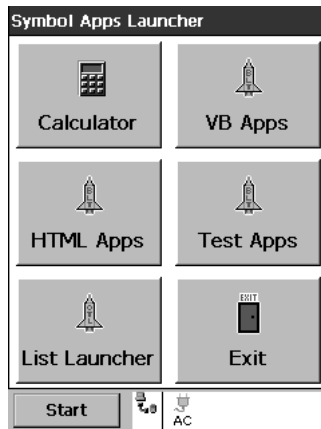 Symbol Apps Launcher
Calculator
VB Apps
HTML Apps
Test Apps
EXIT
List Launcher
Exit
Start
AC